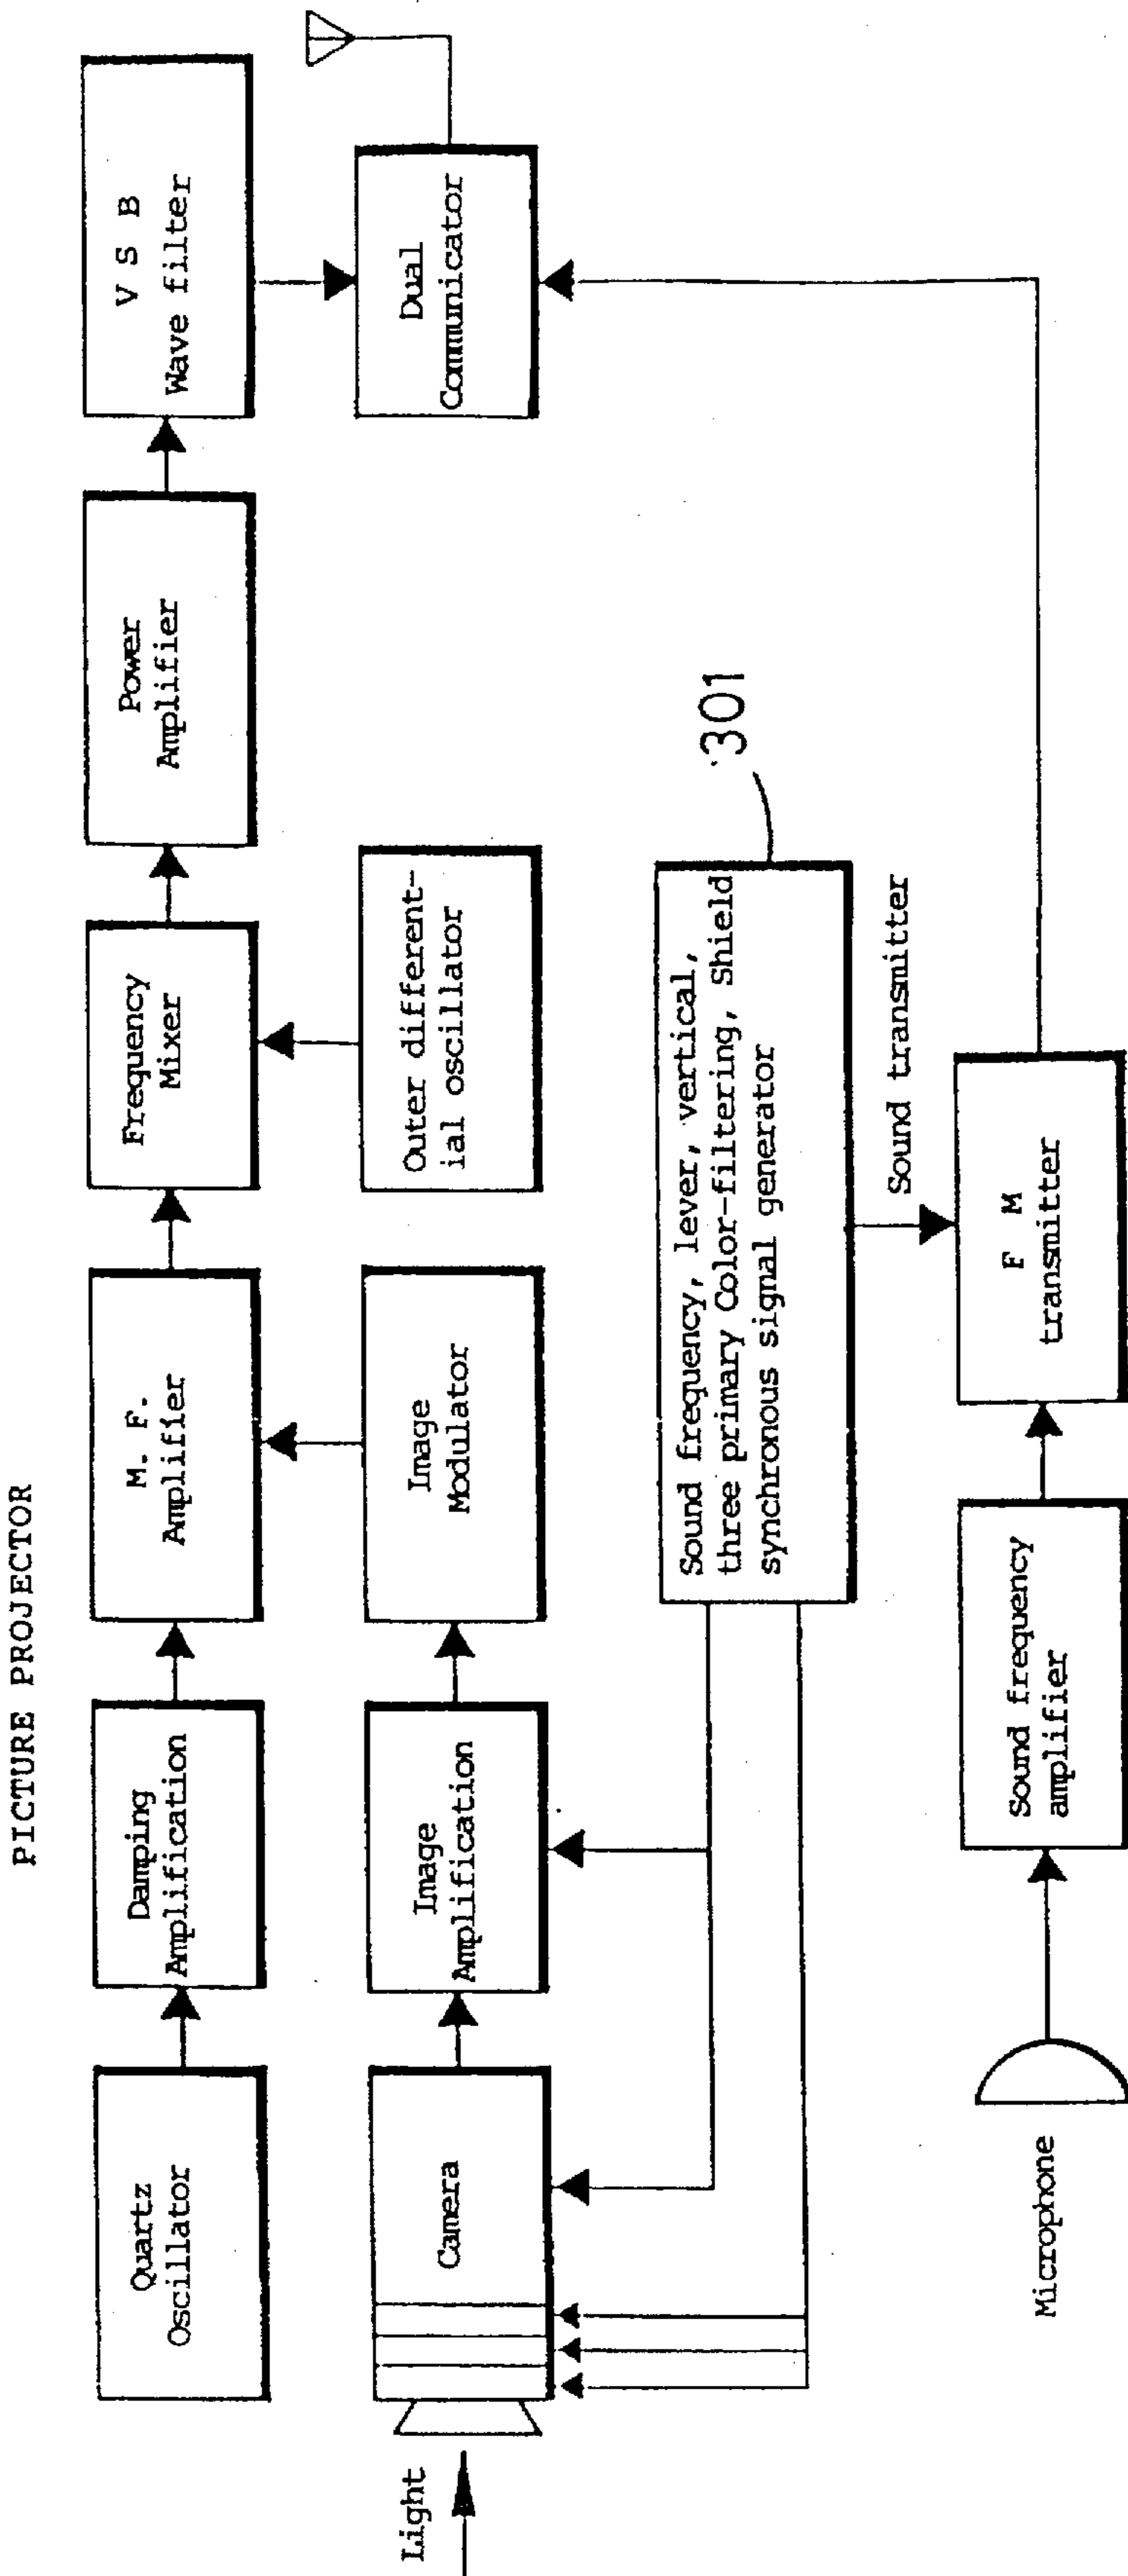 PICTURE PROJECTOR
Quartz
Oscillator
Damping
Amplification
M. F.
Amplifier
Frequency
Mixer
Power
Amplifier
V S B
Wave filter
Light
Camera
Image
Amplification
Image
Modulator
Outer different-
ial oscillator
Dual
Communicator
Sound frequency, lever, vertical,
three primary Color-filtering, Shield
synchronous signal generator
301
Sound transmitter
Microphone
Sound frequency
amplifier
F M
transmitter